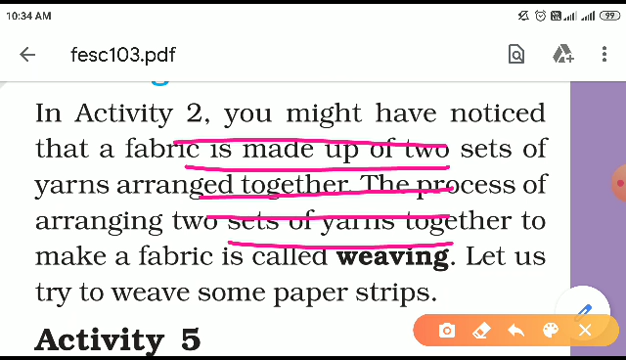 10:34 AM 99
fesc103.pdf
In Activity 2, you might have noticed
that a fabric is made up of two sets of
yarns arranged together. The process of
arranging two sets of yarns together to
make a fabric is called weaving. Let us
try to weave some paper strips.
Activity 5